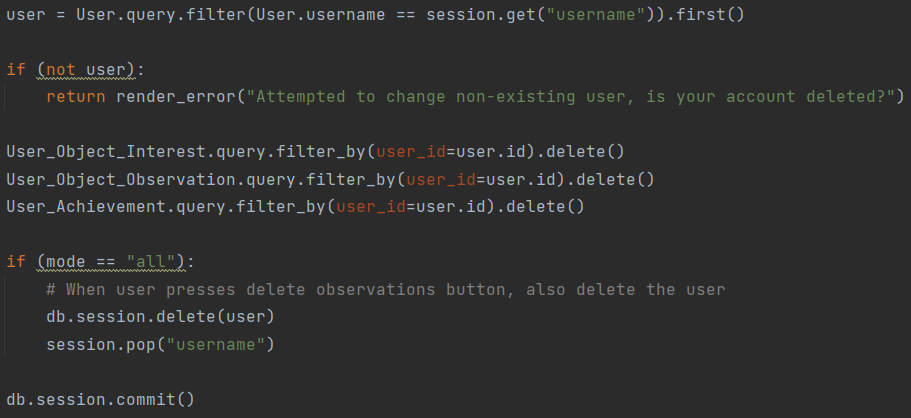 user = User.query.filter(User.username == session.get("username")).first()
if (not user):
return render_error("Attempted to change non-existing user, is your account deleted?")
User_Object_Interest.query.filter_by(user_id=user.id).delete()
User_Object_Observation.query.filter_by(user_id=user.id).delete()
User_Achievement.query.filter_by(user_id=user.id).delete()
if (mode == "all"):
# When user presses delete observations button, also delete the user
db.session.delete(user)
session.pop("username")
db.session.commit()